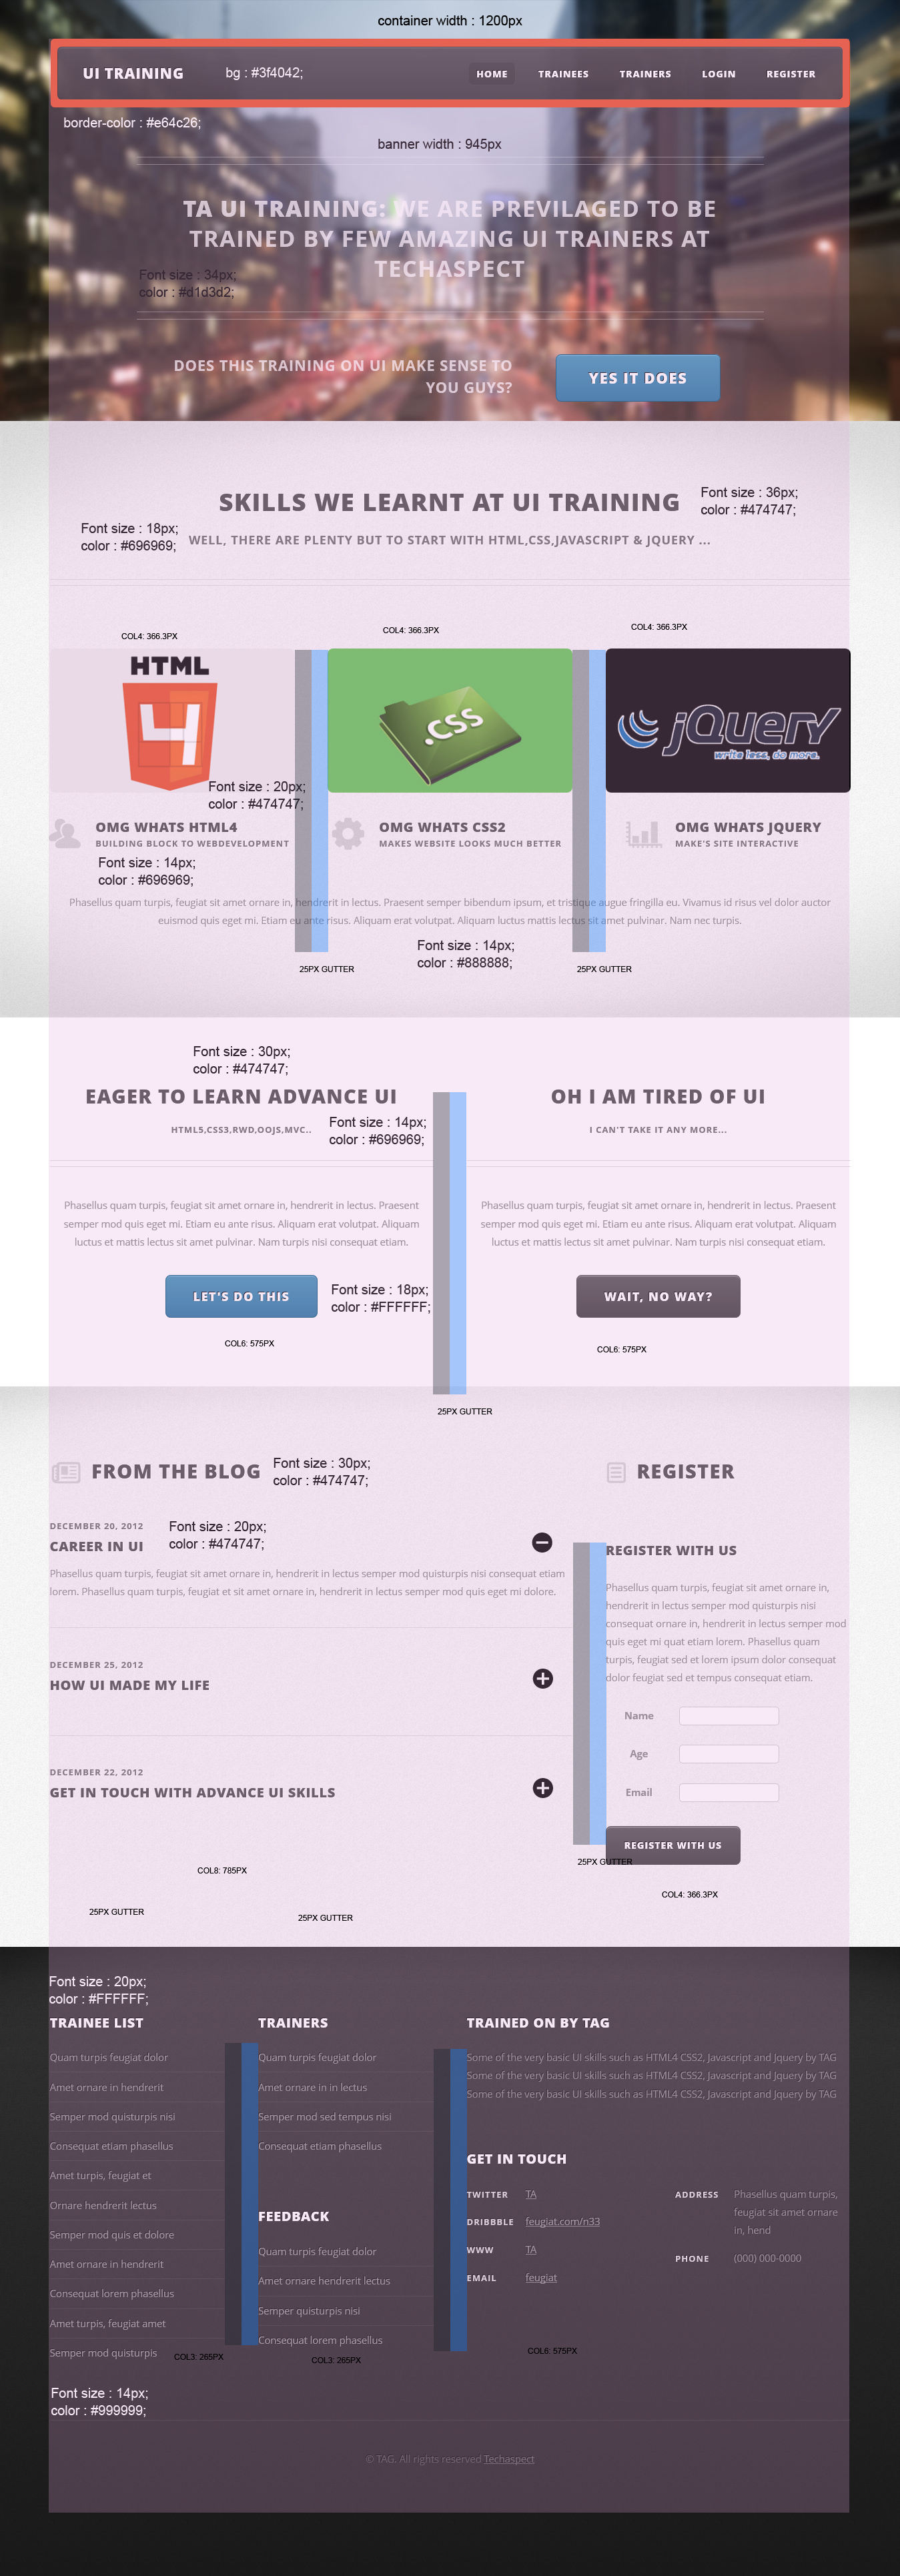 container width : 1200px
UI TRAINING
bg : #3f4042;
HOME TRAINEES TRAINERS LOGIN REGISTER
border-color : #e64c26;
banner width : 945px
TA UI TRAINING: WE ARE PREVILAGED TO BE
TRAINED BY FEW AMAZING UI TRAINERS AT
TECHASPECT
Font size : 34px;
color : #d1d3d2;
DOES THIS TRAINING ON UI MAKE SENSE TO
YOU GUYS?
YES IT DOES
SKILLS WE LEARNT AT UI TRAINING
Font size : 36px;
color : #474747;
Font size : 18px;
color : #696969;
WELL, THERE ARE PLENTY BUT TO START WITH HTML,CSS,JAVASCRIPT & JQUERY ...
COL4: 366.3PX
COL4: 366.3PX
COL4: 366.3PX
HTML
4
.CSS
jQuery
write less, do more.
Font size : 20px;
color : #474747;
OMG WHATS HTML4
BUILDING BLOCK TO WEBDEVELOPMENT
OMG WHATS CSS2
MAKES WEBSITE LOOKS MUCH BETTER
OMG WHATS JQUERY
MAKE'S SITE INTERACTIVE
Font size : 14px;
color : #696969;
Phasellus quam turpis, feugiat sit amet ornare in, hendrerit in lectus. Praesent semper bibendum ipsum, et tristique augue fringilla eu. Vivamus id risus vel dolor auctor
euismod quis eget mi. Etiam eu ante risus. Aliquam erat volutpat. Aliquam luctus mattis lectus sit amet pulvinar. Nam nec turpis.
Font size : 14px;
color : #888888;
25PX GUTTER
25PX GUTTER
Font size : 30px;
color : #474747;
EAGER TO LEARN ADVANCE UI
HTML5,CSS3,RWD,OOJS,MVC..
Font size : 14px;
color : #696969;
OH I AM TIRED OF UI
I CAN'T TAKE IT ANY MORE...
Phasellus quam turpis, feugiat sit amet ornare in, hendrerit in lectus. Praesent
semper mod quis eget mi. Etiam eu ante risus. Aliquam erat volutpat. Aliquam
luctus et mattis lectus sit amet pulvinar. Nam turpis nisi consequat etiam.
Phasellus quam turpis, feugiat sit amet ornare in, hendrerit in lectus. Praesent
semper mod quis eget mi. Etiam eu ante risus. Aliquam erat volutpat. Aliquam
luctus et mattis lectus sit amet pulvinar. Nam turpis nisi consequat etiam.
LET'S DO THIS
Font size : 18px;
color : #FFFFFF;
WAIT, NO WAY?
COL6: 575PX
COL6: 575PX
25PX GUTTER
FROM THE BLOG
Font size : 30px;
color : #474747;
REGISTER
DECEMBER 20, 2012
CAREER IN UI
Font size : 20px;
color : #474747;
Phasellus quam turpis, feugiat sit amet ornare in, hendrerit in lectus semper mod quisturpis nisi consequat etiam
lorem. Phasellus quam turpis, feugiat et sit amet ornare in, hendrerit in lectus semper mod quis eget mi dolore.
DECEMBER 25, 2012
HOW UI MADE MY LIFE
DECEMBER 22, 2012
GET IN TOUCH WITH ADVANCE UI SKILLS
REGISTER WITH US
Phasellus quam turpis, feugiat sit amet ornare in,
hendrerit in lectus semper mod quisturpis nisi
consequat ornare in, hendrerit in lectus semper mod
quis eget mi quat etiam lorem. Phasellus quam
turpis, feugiat sed et lorem ipsum dolor consequat
dolor feugiat sed et tempus consequat etiam.
Name
Age
Email
REGISTER WITH US
25PX GUTTER
COL8: 785PX
COL4: 366.3PX
25PX GUTTER
25PX GUTTER
Font size : 20px;
color : #FFFFFF;
TRAINEE LIST
Quam turpis feugiat dolor
Amet ornare in hendrerit
Semper mod quisturpis nisi
Consequat etiam phasellus
Amet turpis, feugiat et
Ornare hendrerit lectus
Semper mod quis et dolore
Amet ornare in hendrerit
Consequat lorem phasellus
Amet turpis, feugiat amet
Semper mod quisturpis
COL3: 265PX
TRAINERS
Quam turpis feugiat dolor
Amet ornare in in lectus
Semper mod sed tempus nisi
Consequat etiam phasellus
FEEDBACK
Quam turpis feugiat dolor
Amet ornare hendrerit lectus
Semper quisturpis nisi
Consequat lorem phasellus
COL3: 265PX
TRAINED ON BY TAG
Some of the very basic UI skills such as HTML4 CSS2, Javascript and Jquery by TAG
Some of the very basic UI skills such as HTML4 CSS2, Javascript and Jquery by TAG
Some of the very basic UI skills such as HTML4 CSS2, Javascript and Jquery by TAG
GET IN TOUCH
TWITTER TA
DRIBBBLE feugiat.com/n33
WWW TA
EMAIL feugiat
ADDRESS Phasellus quam turpis,
feugiat sit amet ornare
in, hend
PHONE (000) 000-0000
COL6: 575PX
Font size : 14px;
color : #999999;
© TAG. All rights reserved Techaspect